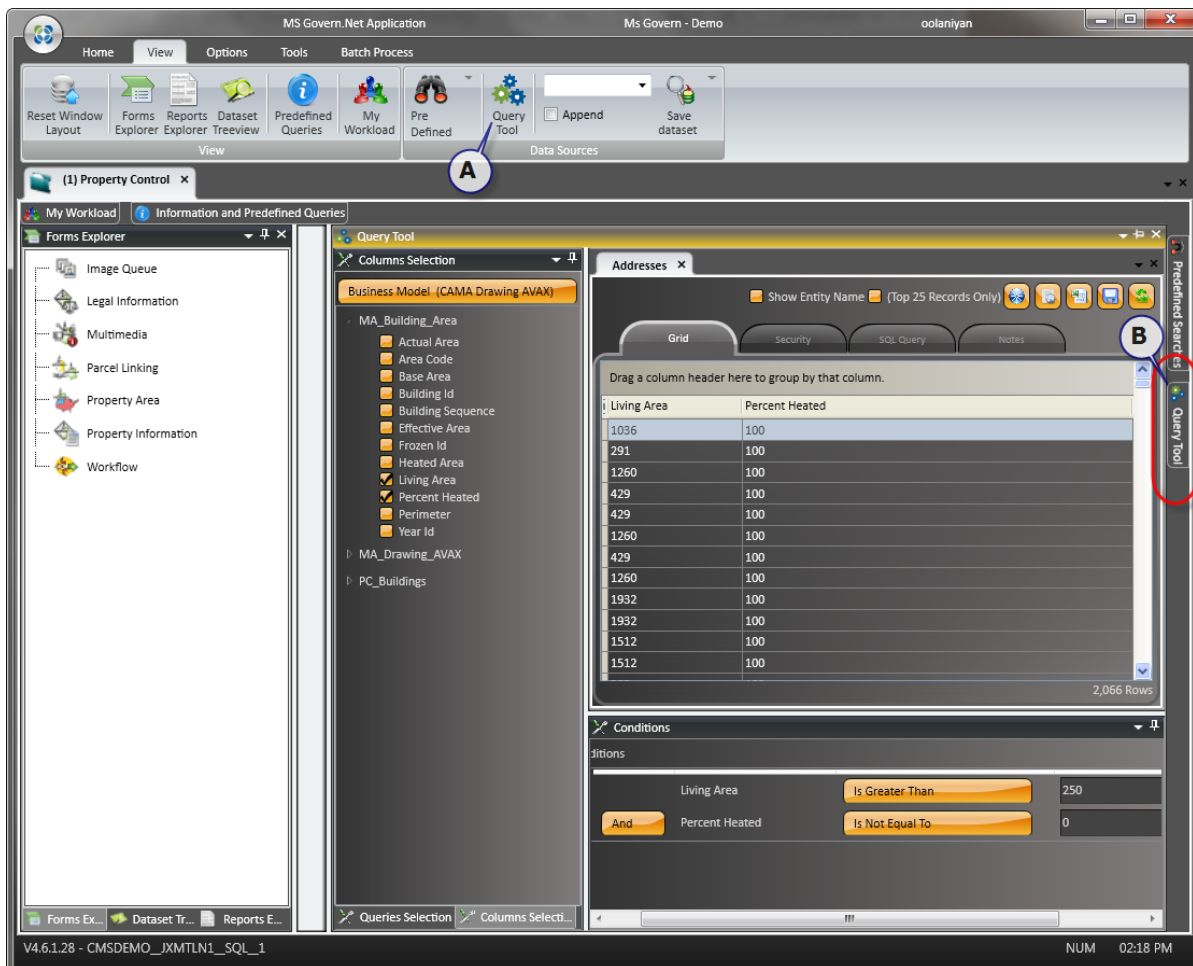 MS Govern.Net Application Ms Govern - Demo oolaniyan
Home View Options Tools Batch Process
Reset Window Layout
Forms Explorer
Reports Explorer
Dataset Treeview
Predefined Queries
My Workload
Pre Defined
Query Tool
Append
Save dataset
View
Data Sources
A
(1) Property Control
My Workload
Information and Predefined Queries
Forms Explorer
Image Queue
Legal Information
Multimedia
Parcel Linking
Property Area
Property Information
Workflow
Forms Ex... Dataset Tr... Reports E...
Query Tool
Columns Selection
Business Model (CAMA Drawing AVAX)
MA_Building_Area
Actual Area
Area Code
Base Area
Building Id
Building Sequence
Effective Area
Frozen Id
Heated Area
Living Area
Percent Heated
Perimeter
Year Id
MA_Drawing_AVAX
PC_Buildings
Queries Selection Columns Selecti...
Addresses
Show Entity Name (Top 25 Records Only)
Grid Security SQL Query Notes
Drag a column header here to group by that column.
Living Area Percent Heated
1036 100
291 100
1260 100
429 100
429 100
1260 100
429 100
1260 100
1932 100
1932 100
1512 100
1512 100
2,066 Rows
Conditions
ditions
Living Area Is Greater Than 250
And Percent Heated Is Not Equal To 0
Predefined Searches
B
Query Tool
V4.6.1.28 - CMSDEMO__JXMTLN1__SQL__1 NUM 02:18 PM